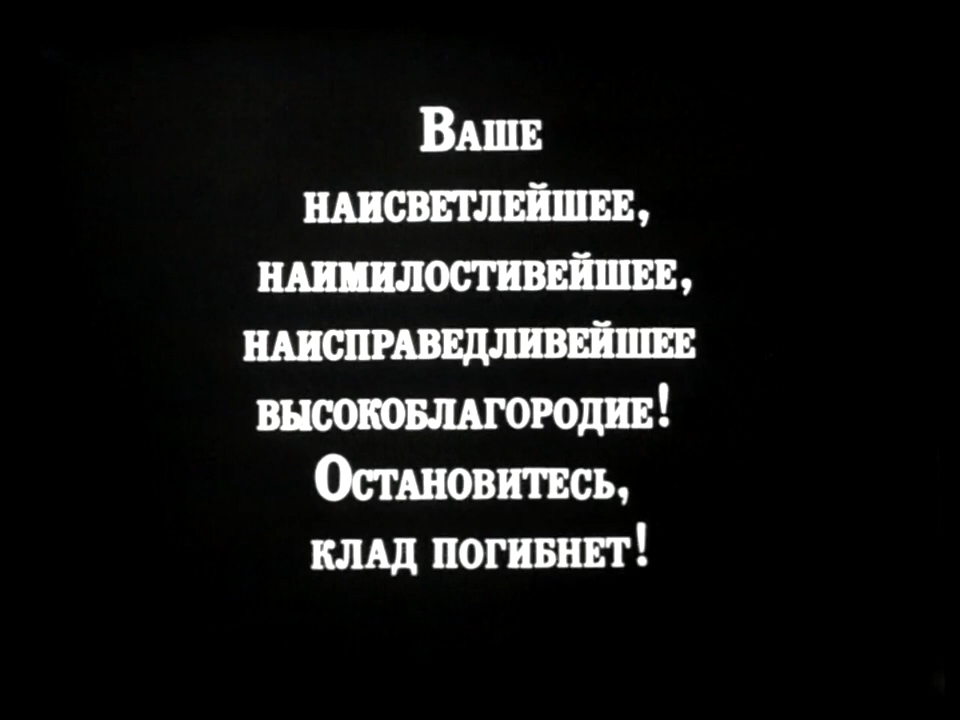 Ваше
наисветлейшее,
наимилостивейшее,
наисправедливейшее
высокоблагородие!
Остановитесь,
клад погибнет!